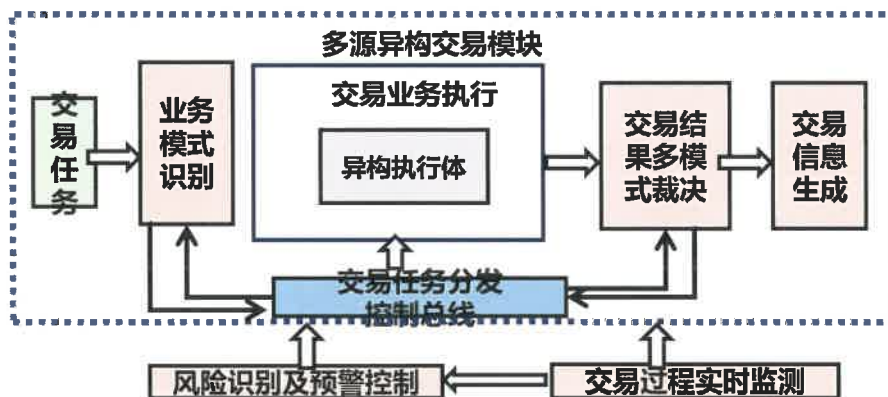 多源异构交易模块
交易业务执行
异构执行体
交
易
任
务
业务
模式
识别
交易结
果多模
式裁决
交易
信息
生成
交易任务分发
控制总线
风险识别及预警控制
交易过程实时监测